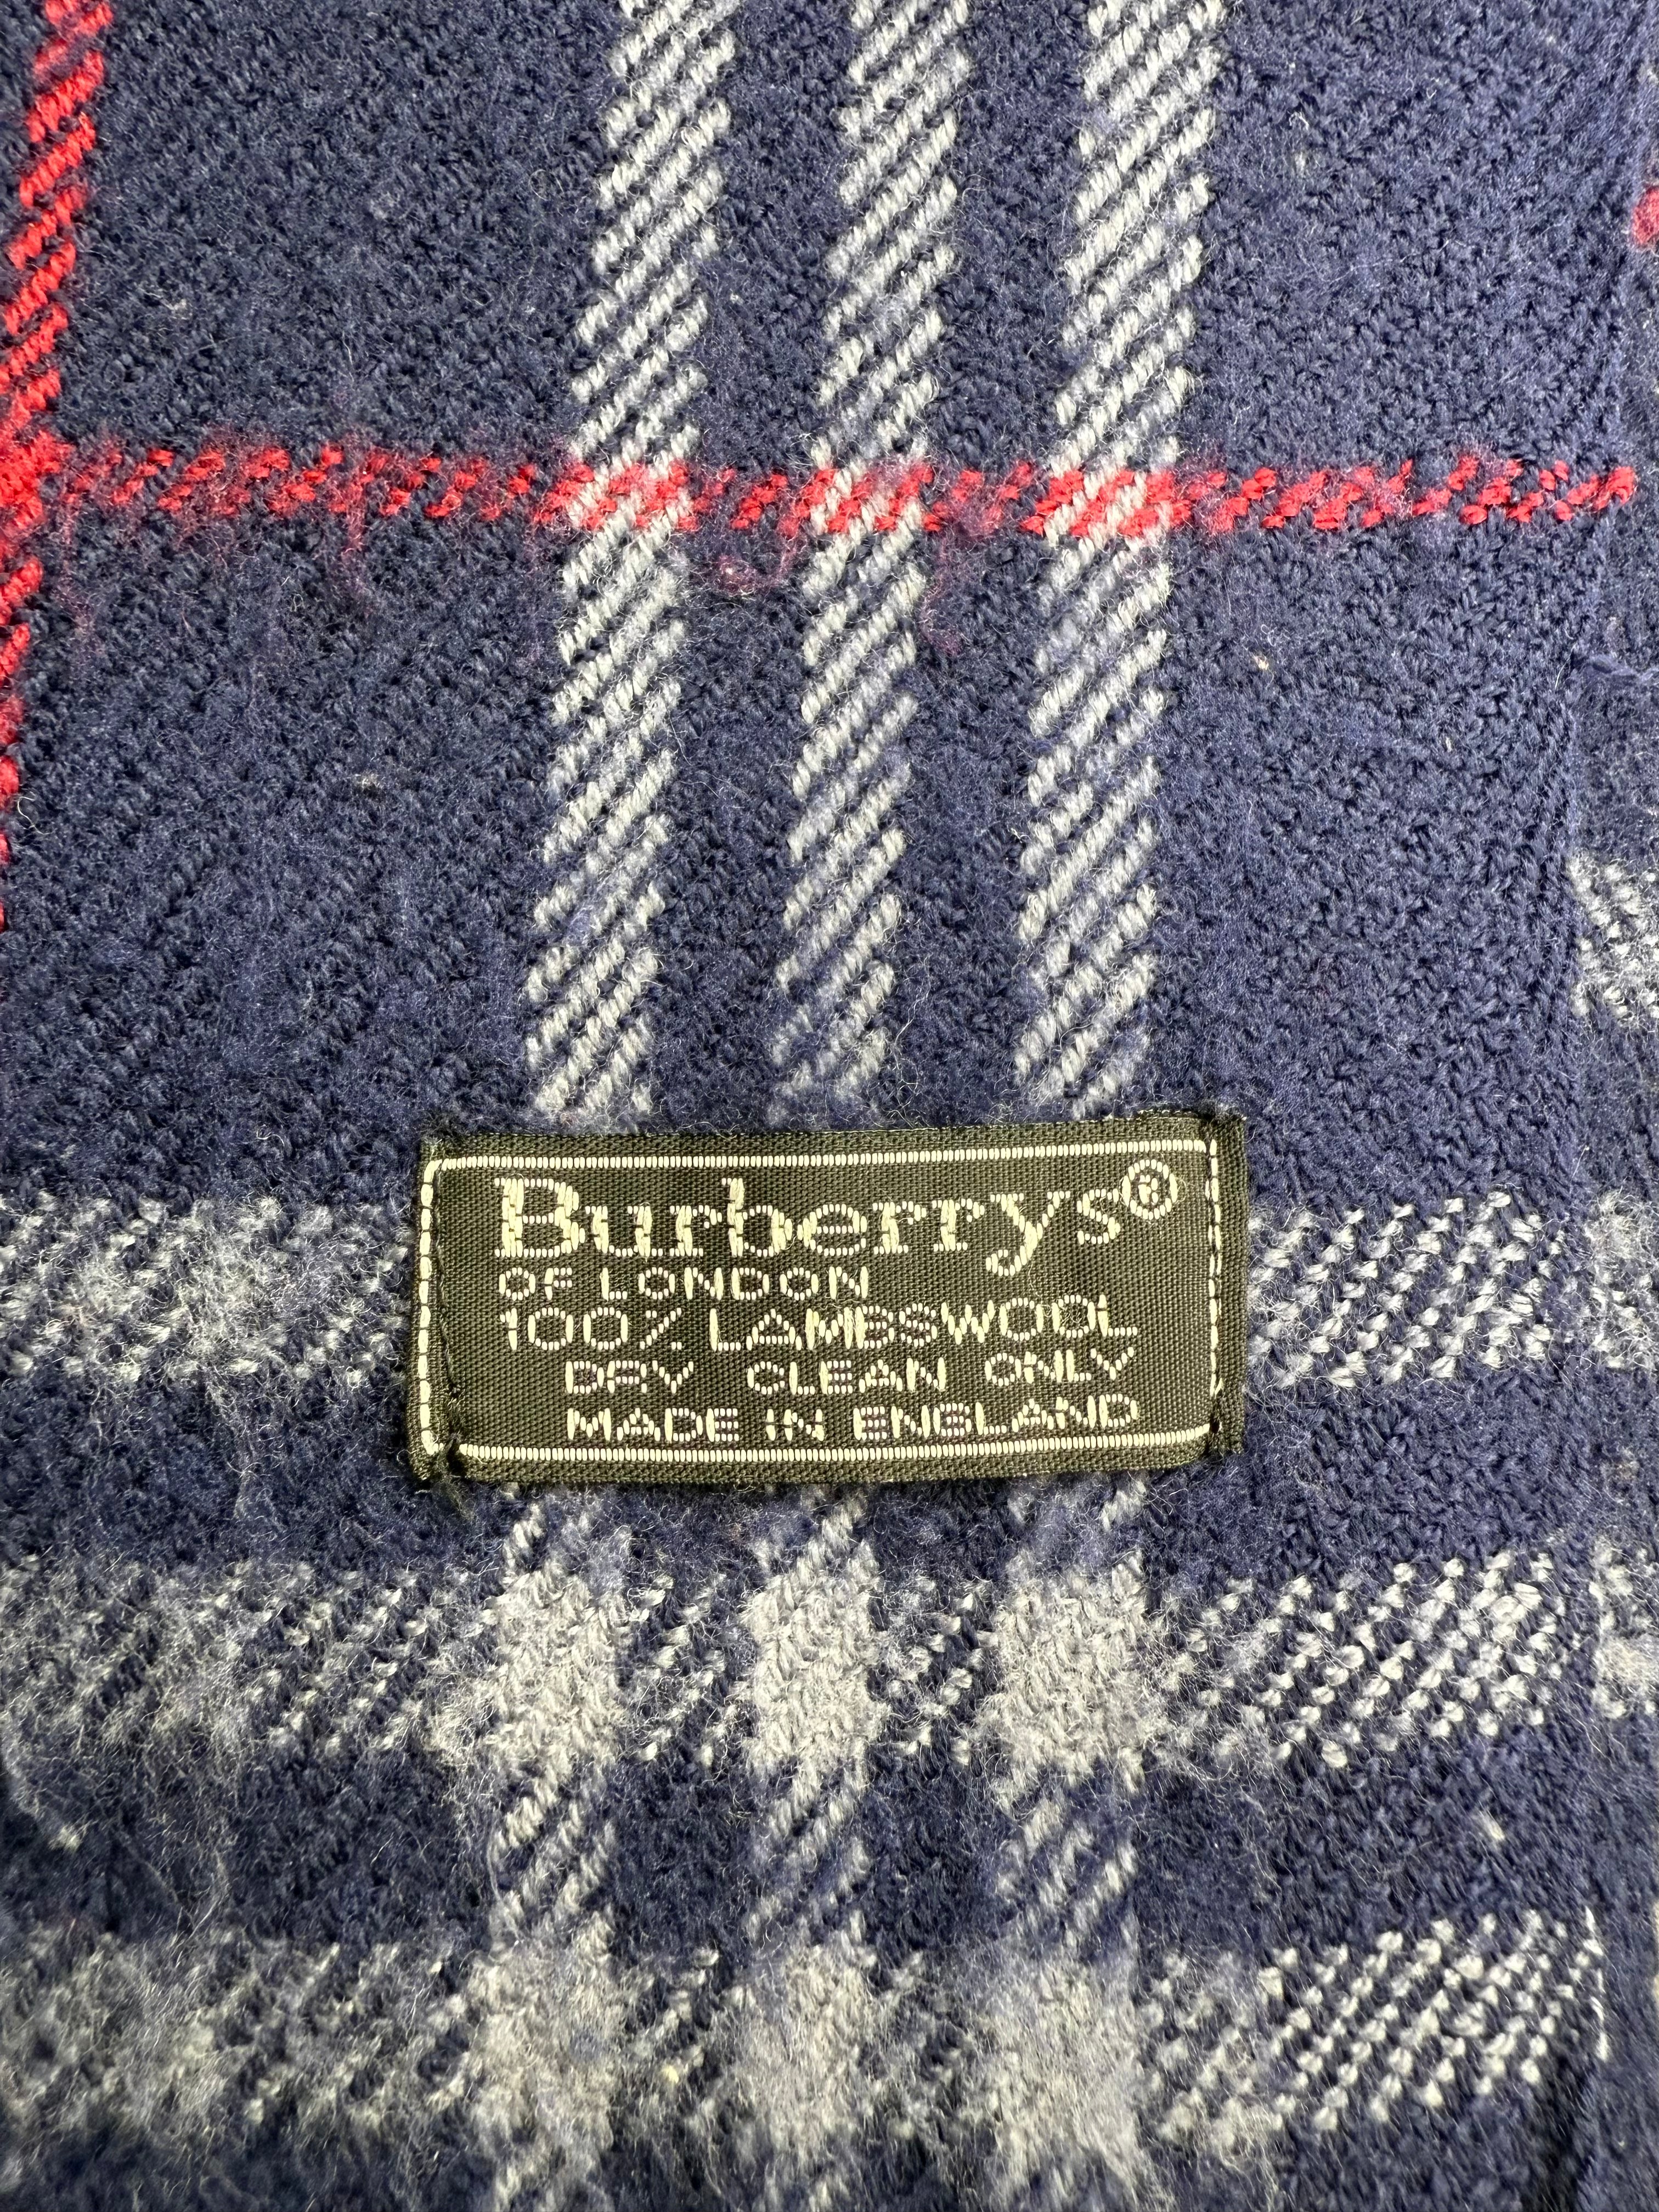 Burberrys®
OF LONDON
100% LAMBSWOOL
DRY CLEAN ONLY
MADE IN ENGLAND